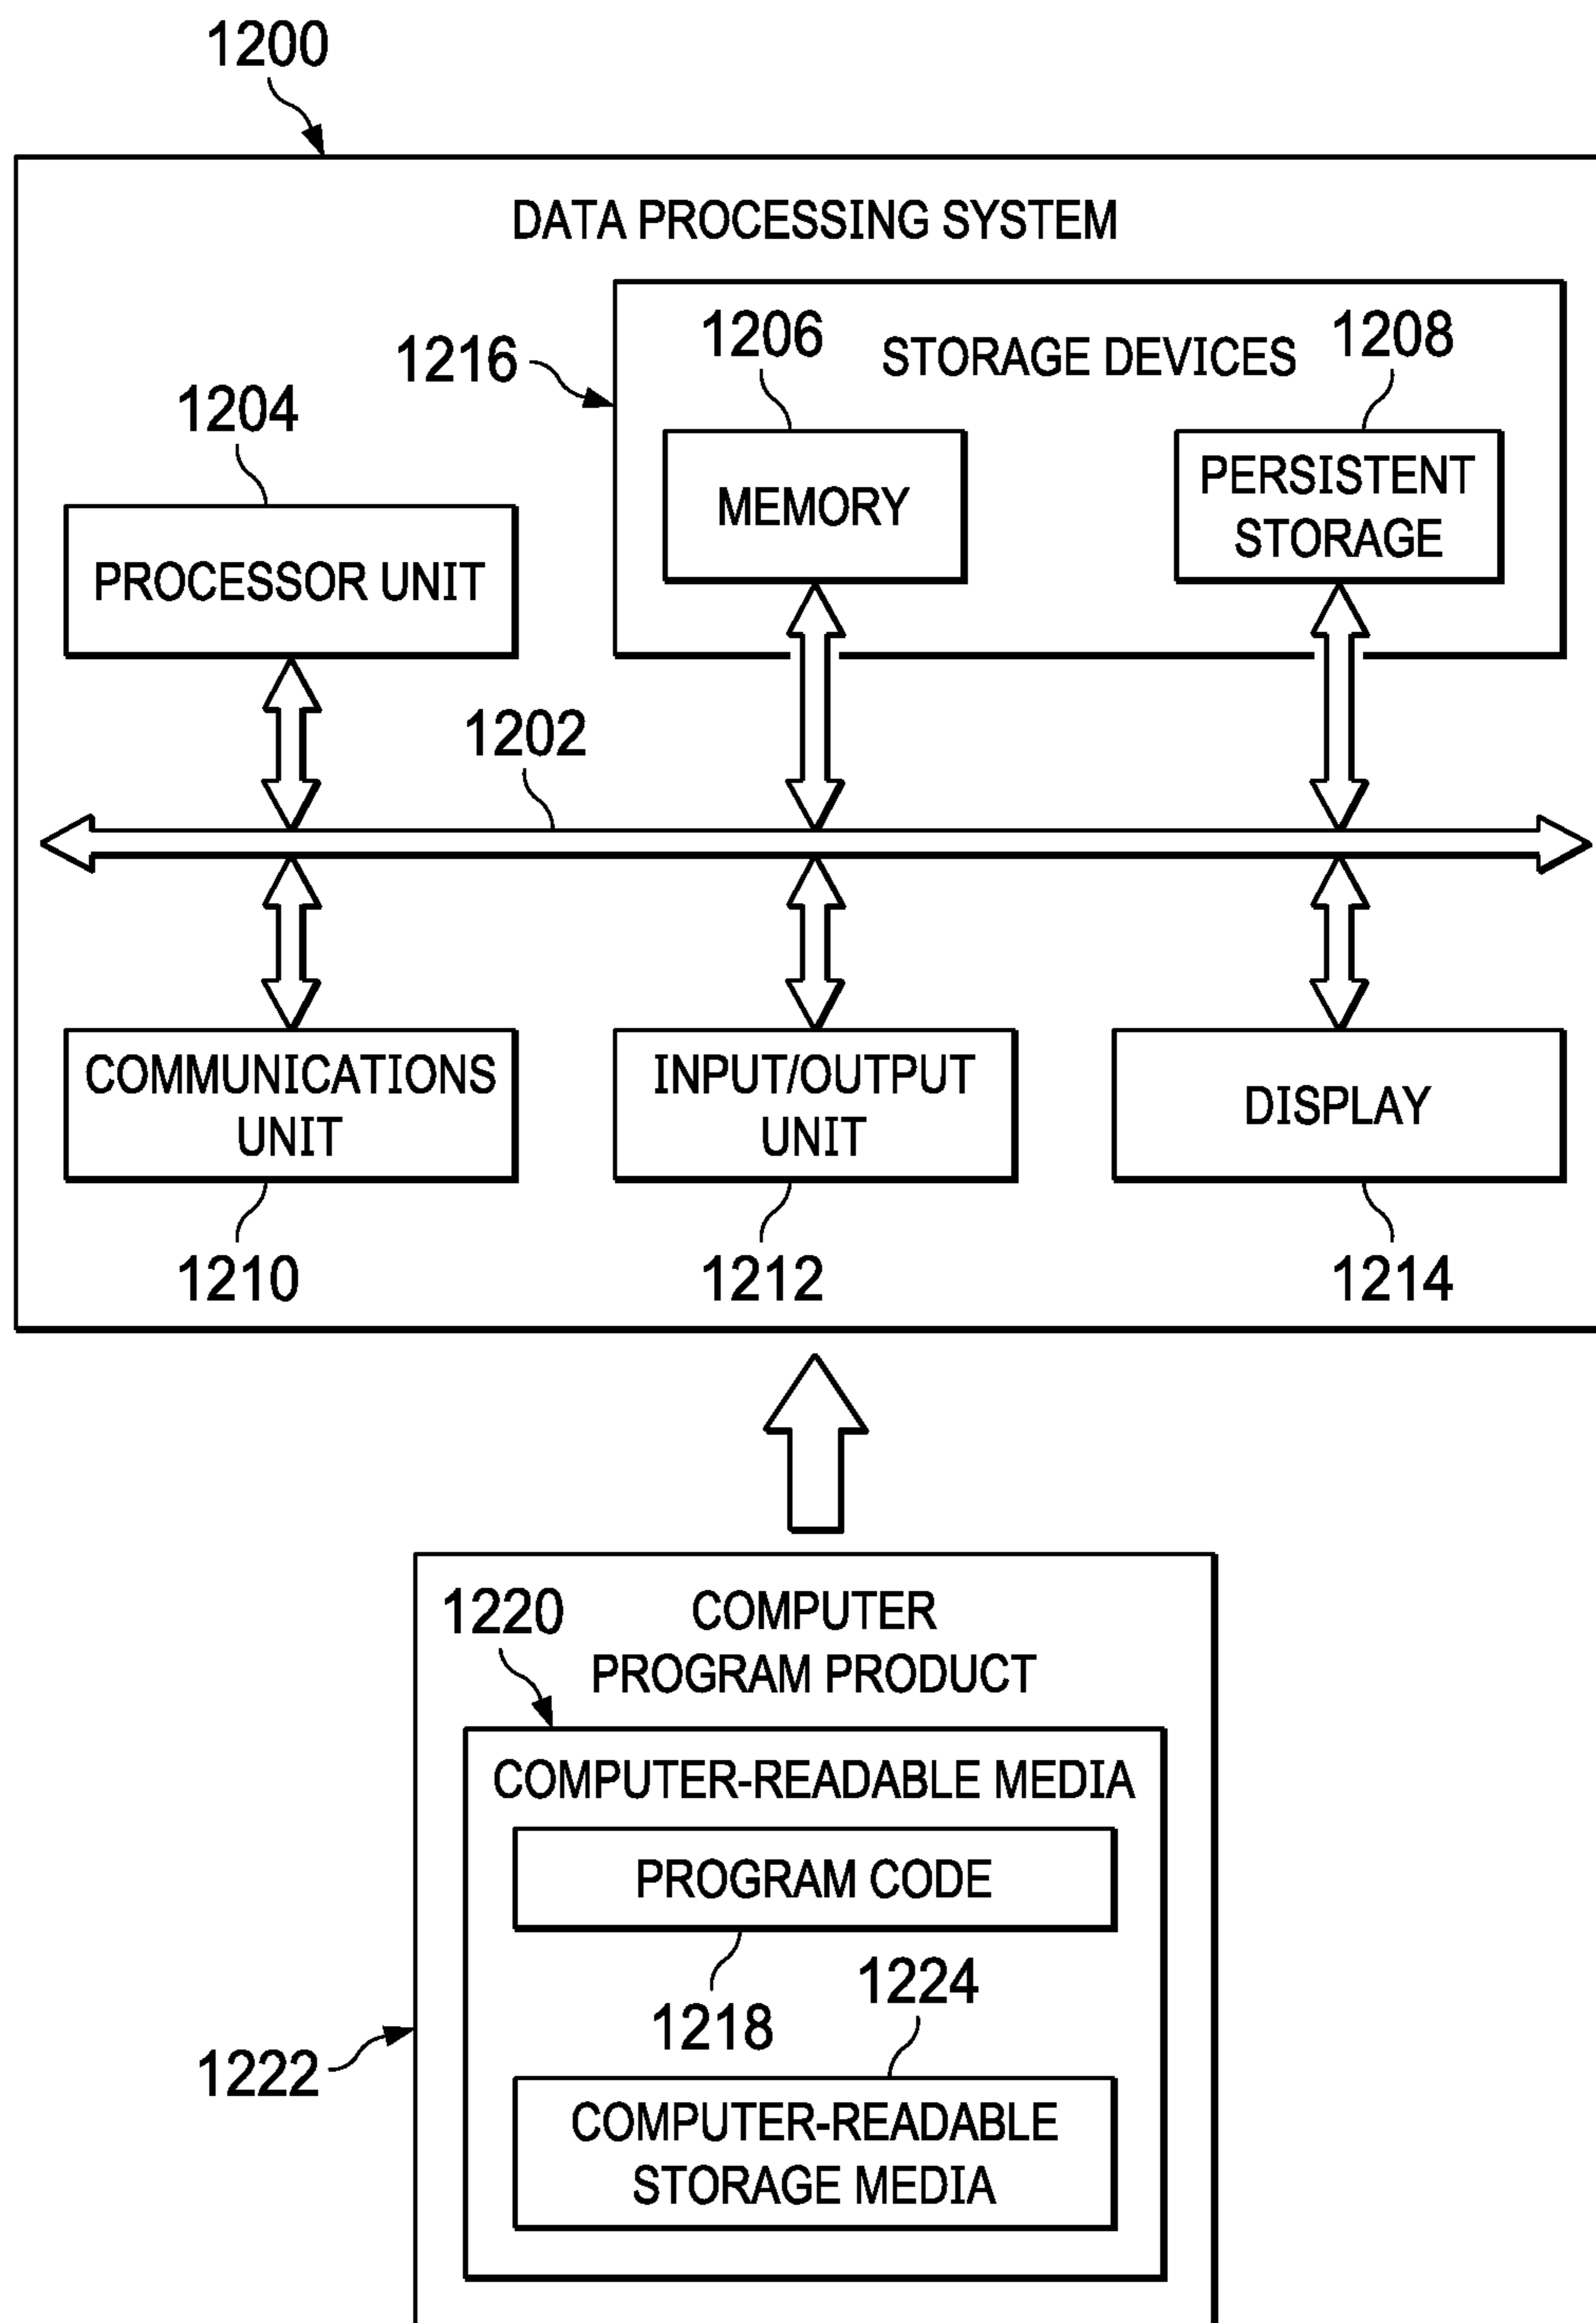 1200
DATA PROCESSING SYSTEM
1216
1206
STORAGE DEVICES
1208
1204
MEMORY
PERSISTENT
STORAGE
PROCESSOR UNIT
1202
COMMUNICATIONS
UNIT
INPUT/OUTPUT
UNIT
DISPLAY
1210
1212
1214
1220
COMPUTER
PROGRAM PRODUCT
COMPUTER-READABLE MEDIA
PROGRAM CODE
1218
1224
1222
COMPUTER-READABLE
STORAGE MEDIA